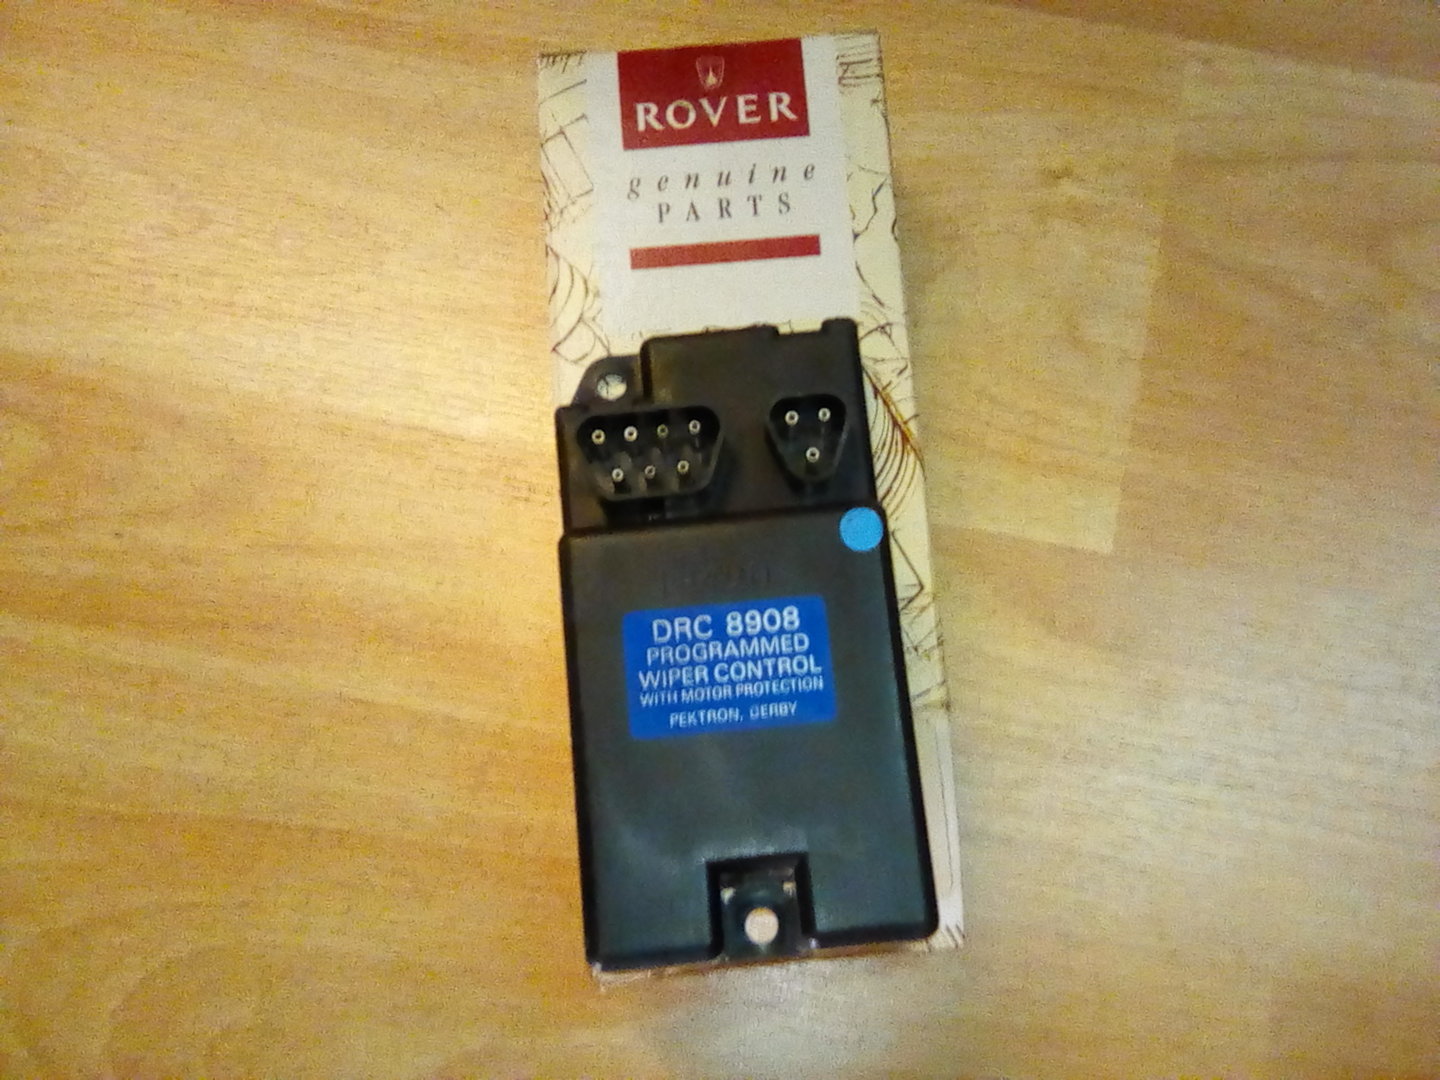 ROVER
genuine
PARTS
DRC 8908
PROGRAMMED
WIPER CONTROL
WITH MOTOR PROTECTION
PEKTRON, DERBY